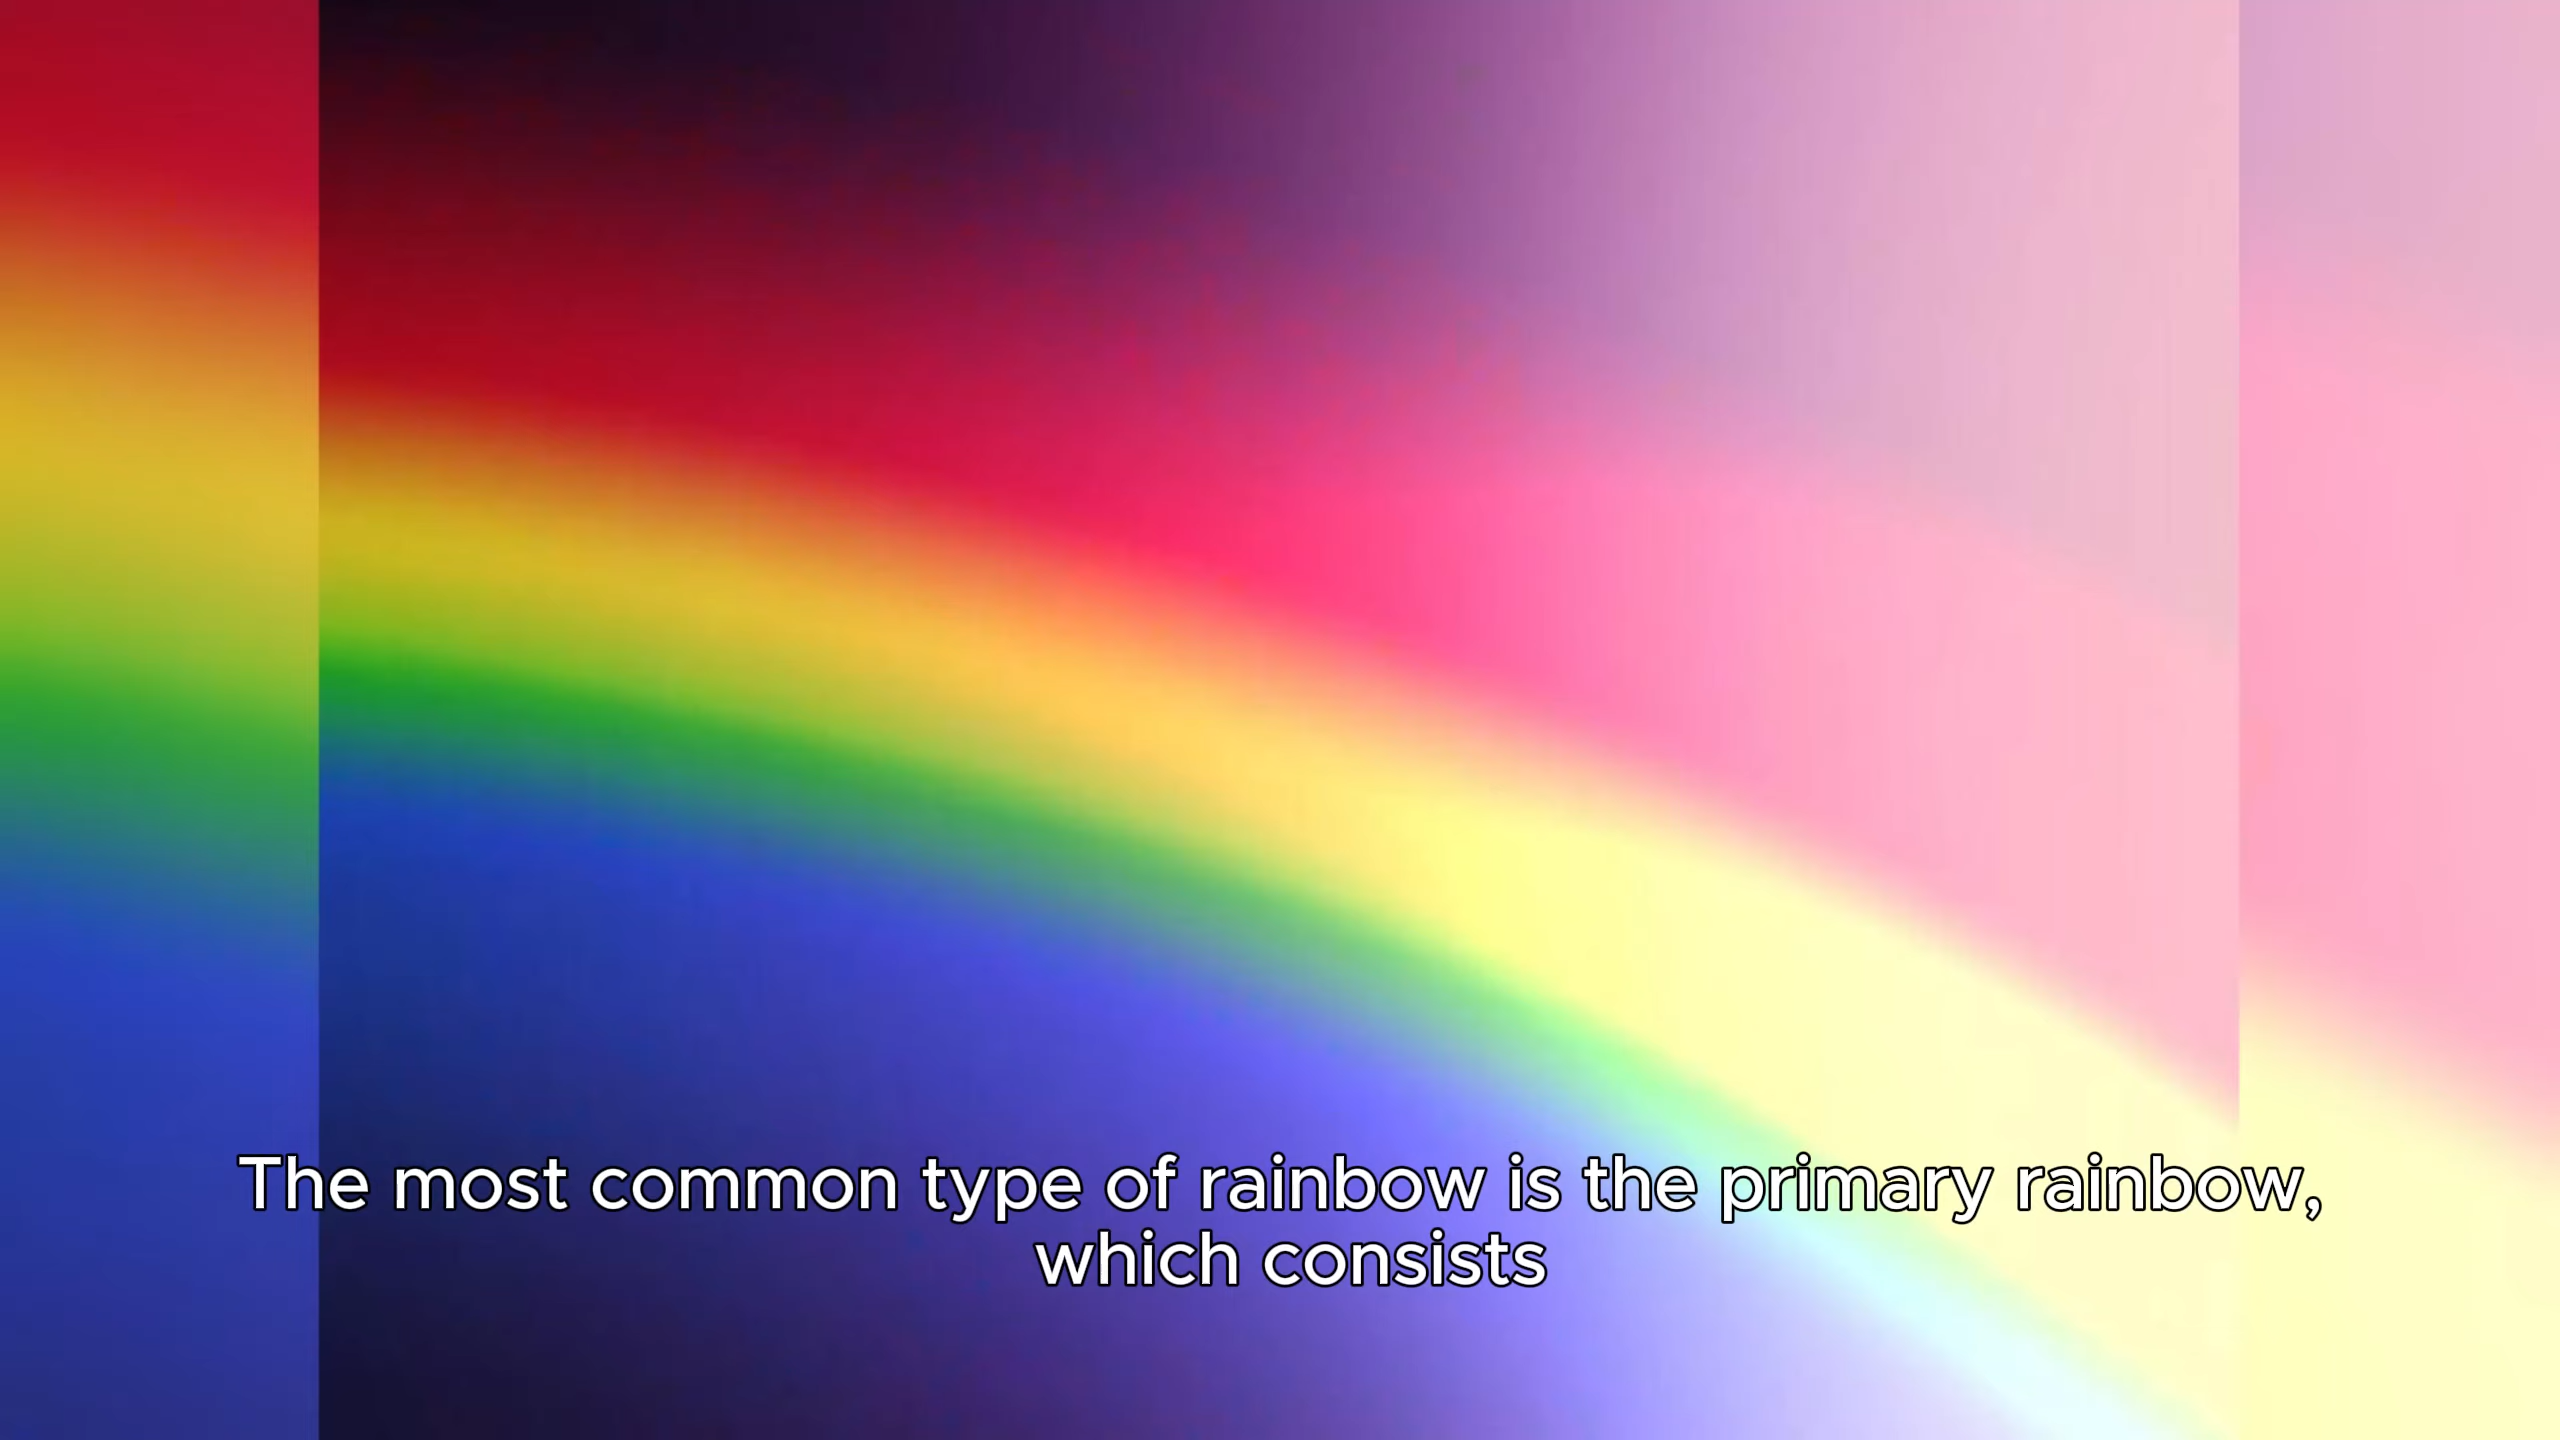 The most common type of rainbow is the primary rainbow,
which consists